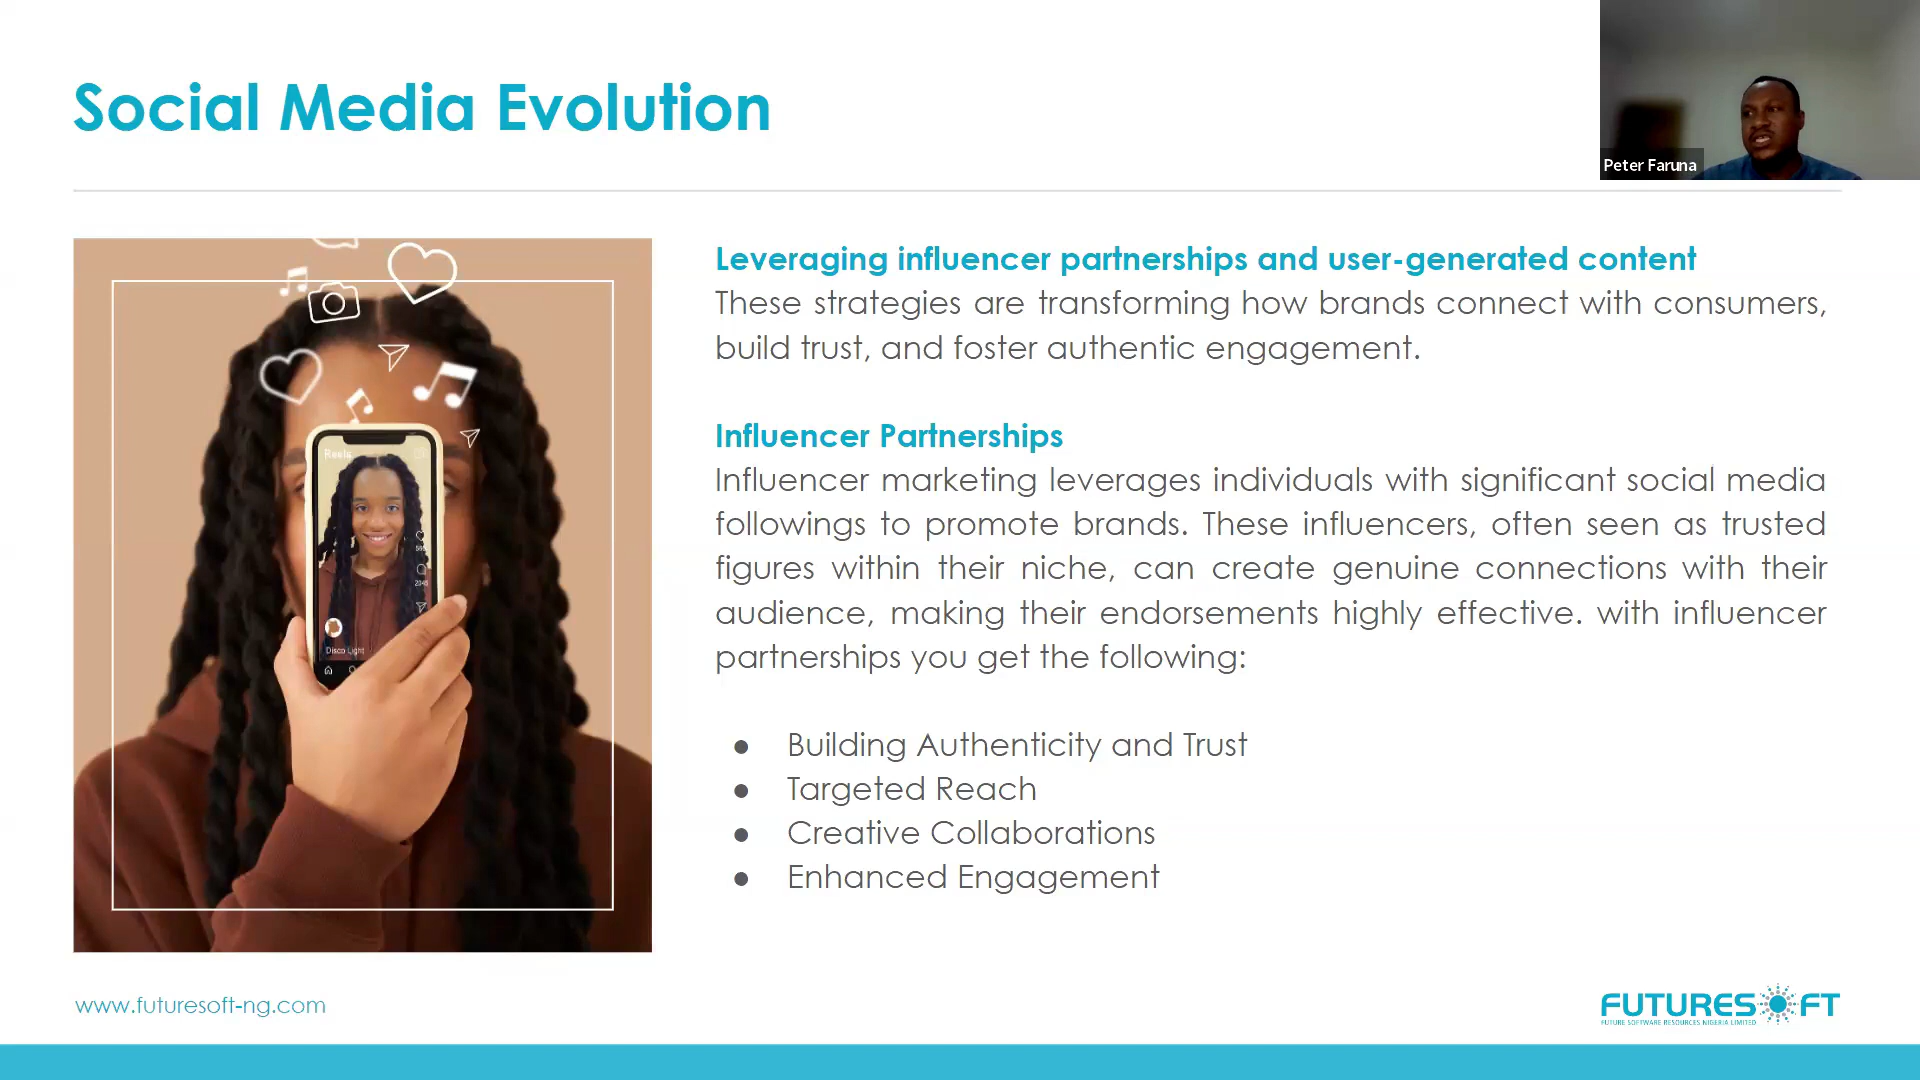 Social Media Evolution
Peter Faruna
Leveraging influencer partnerships and user-generated content
These strategies are transforming how brands connect with consumers,
build trust, and foster authentic engagement.
Influencer Partnerships
Influencer marketing leverages individuals with significant social media
followings to promote brands. These influencers, often seen as trusted
figures within their niche, can create genuine connections with their
audience, making their endorsements highly effective. with influencer
partnerships you get the following:
● Building Authenticity and Trust
● Targeted Reach
● Creative Collaborations
● Enhanced Engagement
Reels
2045
Disco Light
www.futuresoft-ng.com
FUTURESOFT
FUTURE SOFTWARE RESOURCES NIGERIA LIMITED